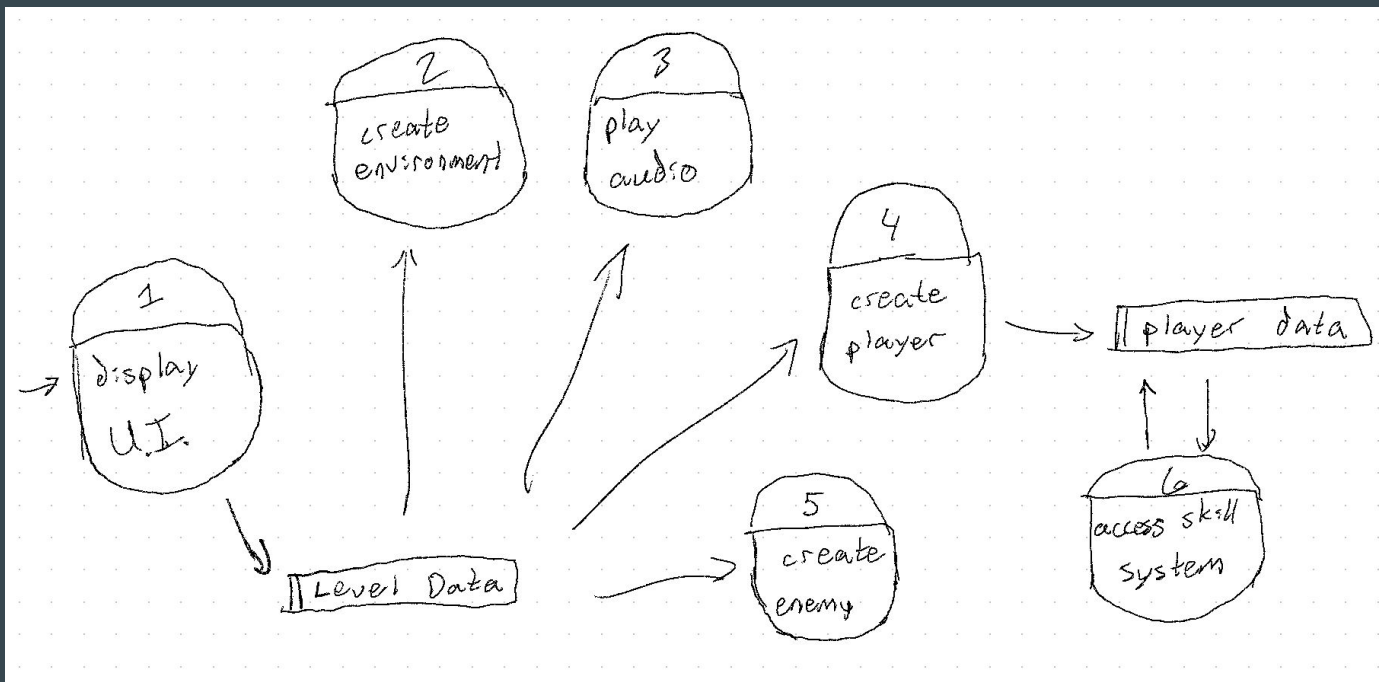 1
display
U.I.
2
create
environment
3
play
audio
4
create
player
5
create
enemy
6
access skill
system
Level Data
player data